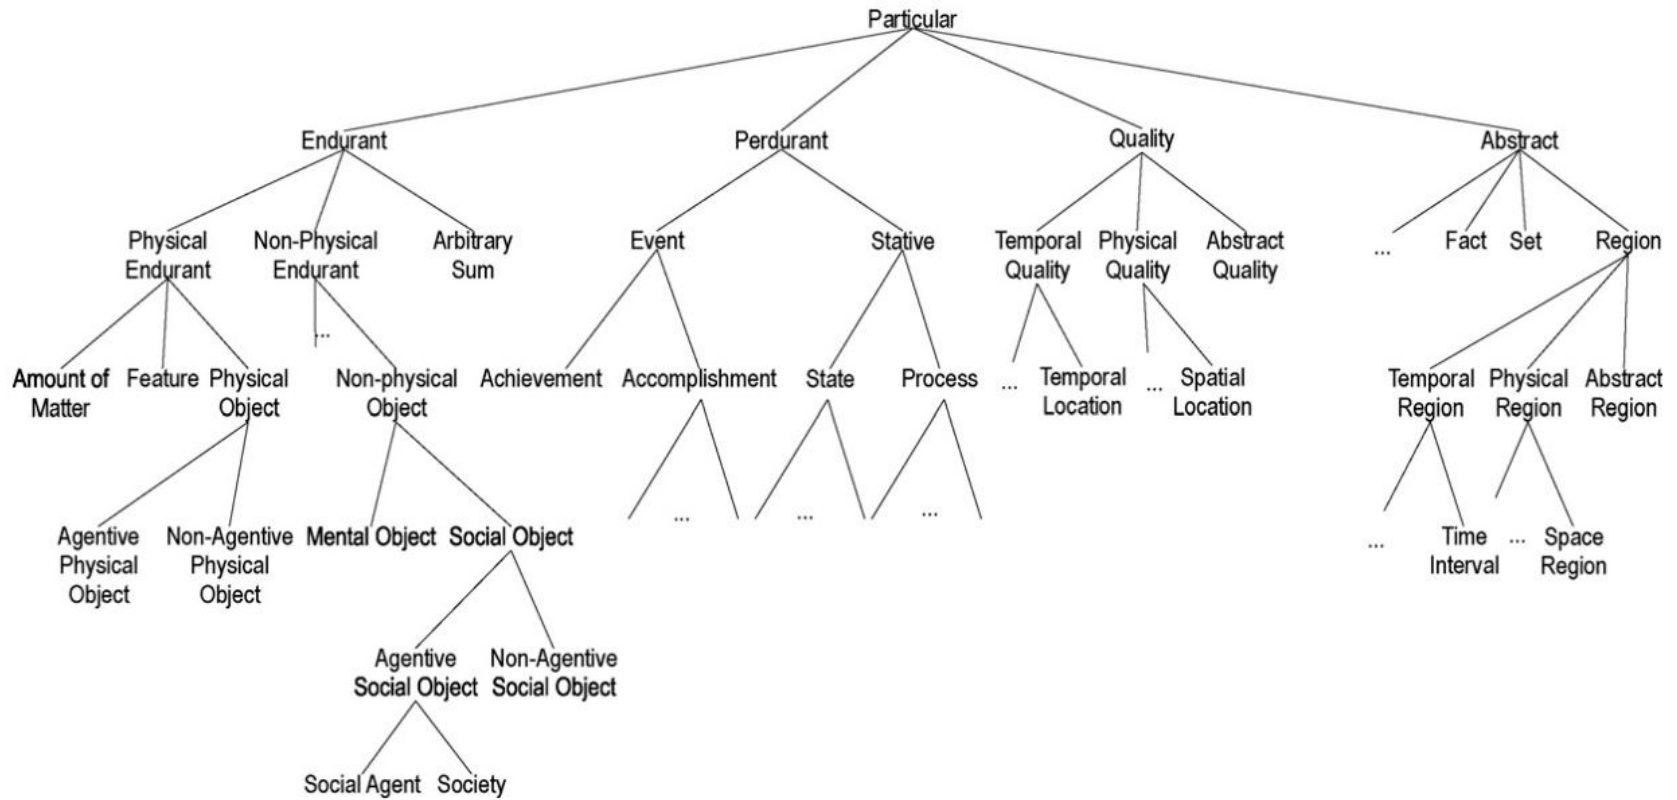 Particular
Endurant Perdurant Quality Abstract
Physical Non-Physical Arbitrary Event Stative Temporal Physical Abstract ... Fact Set Region
Endurant Endurant Sum Quality Quality Quality
...
Amount of Feature Physical Non-physical Achievement Accomplishment State Process ... Temporal ... Spatial Temporal Physical Abstract
Matter Object Object Location Location Region Region Region
... ... ...
Agentive Non-Agentive Mental Object Social Object ... Time ... Space
Physical Physical Interval Region
Object Object
Agentive Non-Agentive
Social Object Social Object
Social Agent Society